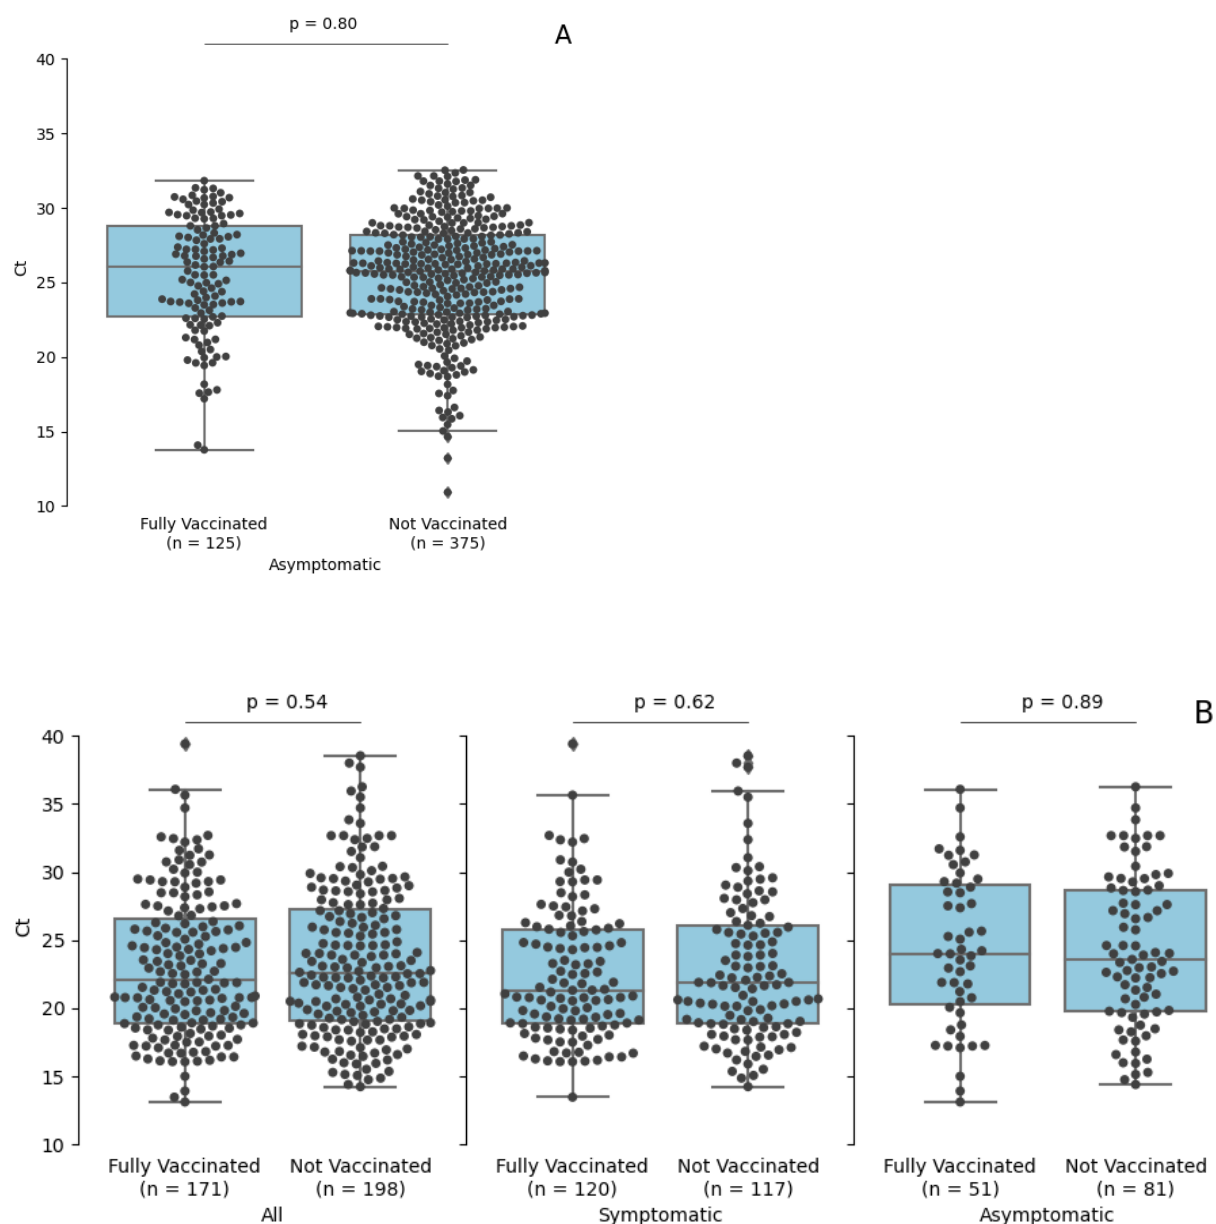 p = 0.80
A
40
35
30
25
20
15
10
Ct
Fully Vaccinated
(n = 125)
Not Vaccinated
(n = 375)
Asymptomatic
p = 0.54
p = 0.62
p = 0.89
B
40
35
30
25
20
15
10
Ct
Fully Vaccinated
(n = 171)
Not Vaccinated
(n = 198)
All
Fully Vaccinated
(n = 120)
Not Vaccinated
(n = 117)
Symptomatic
Fully Vaccinated
(n = 51)
Not Vaccinated
(n = 81)
Asymptomatic